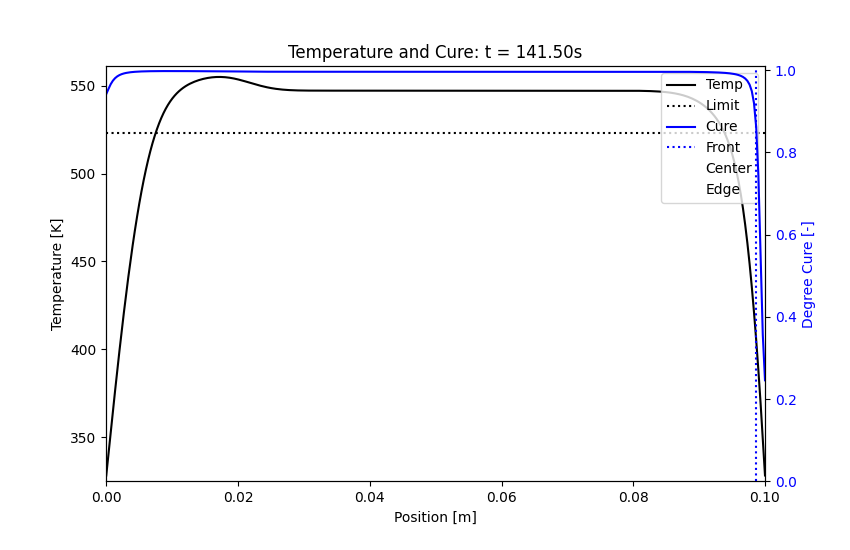 Temperature and Cure: t = 141.50s
Temperature [K]
550
500
450
400
350
Temp
Limit
Cure
Front
Center
Edge
1.0
0.8
0.6
0.4
0.2
0.0
Degree Cure [-]
0.00 0.02 0.04 0.06 0.08 0.10
Position [m]